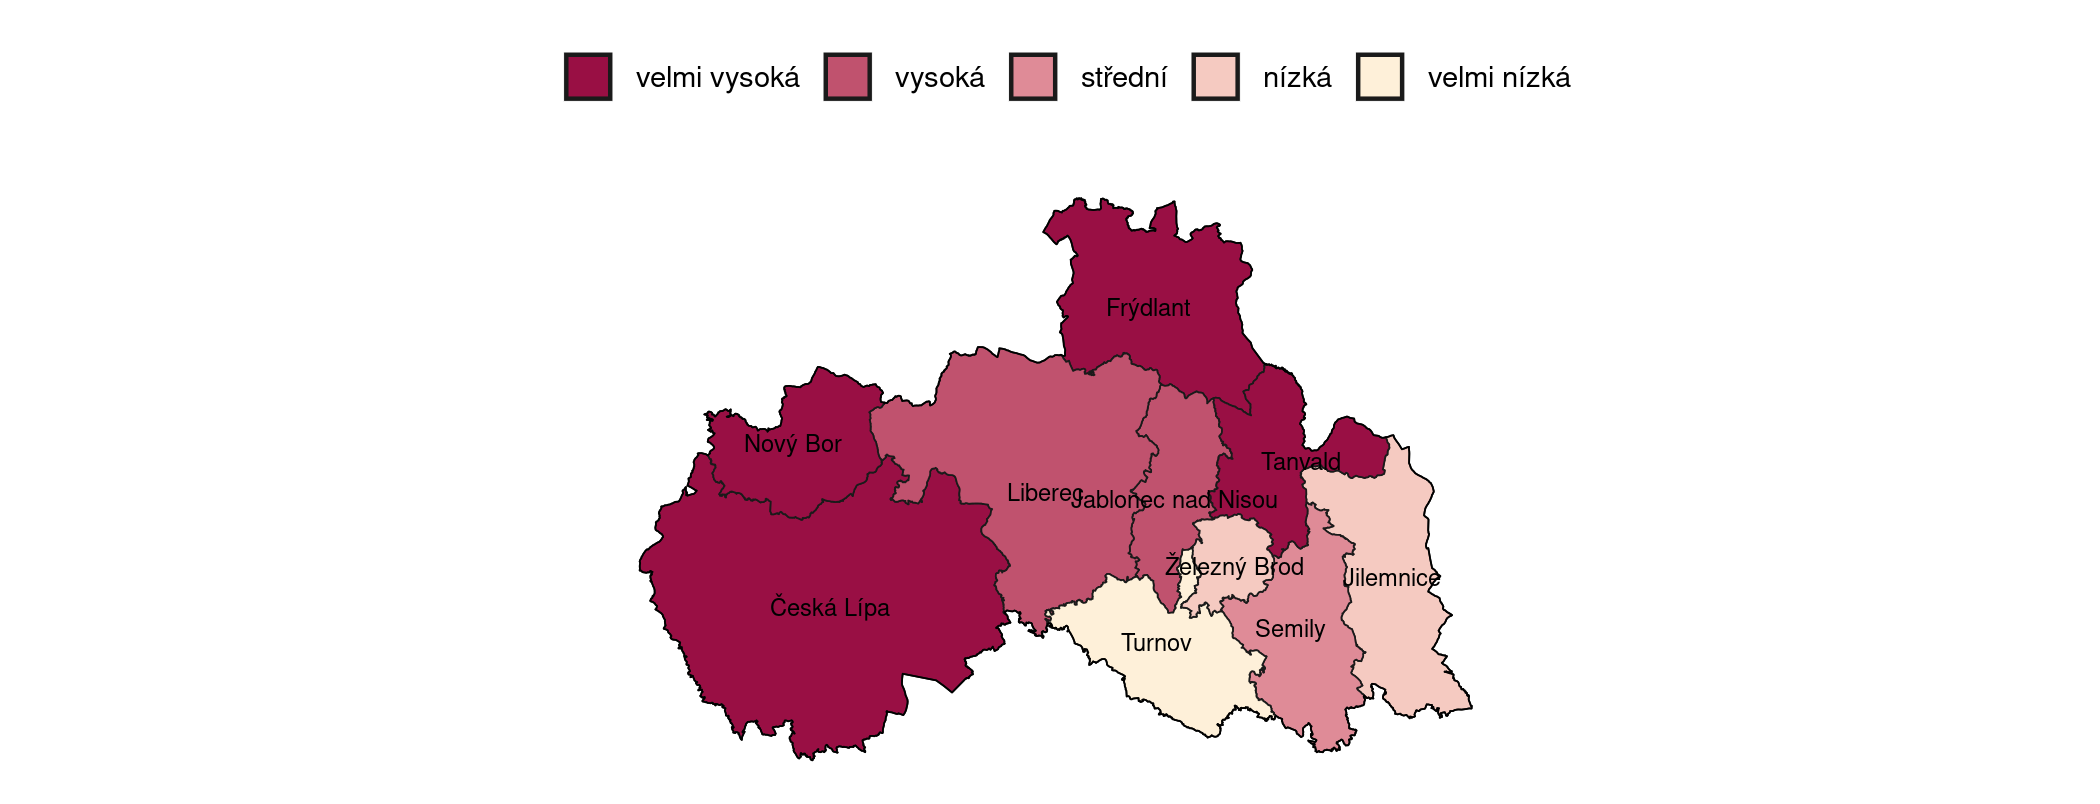 velmi vysoká
vysoká
střední
nízká
velmi nízká
Frýdlant
Nový Bor
Tanvald
Liberec
Jablonec nad Nisou
Železný Brod
Jilemnice
Česká Lípa
Semily
Turnov